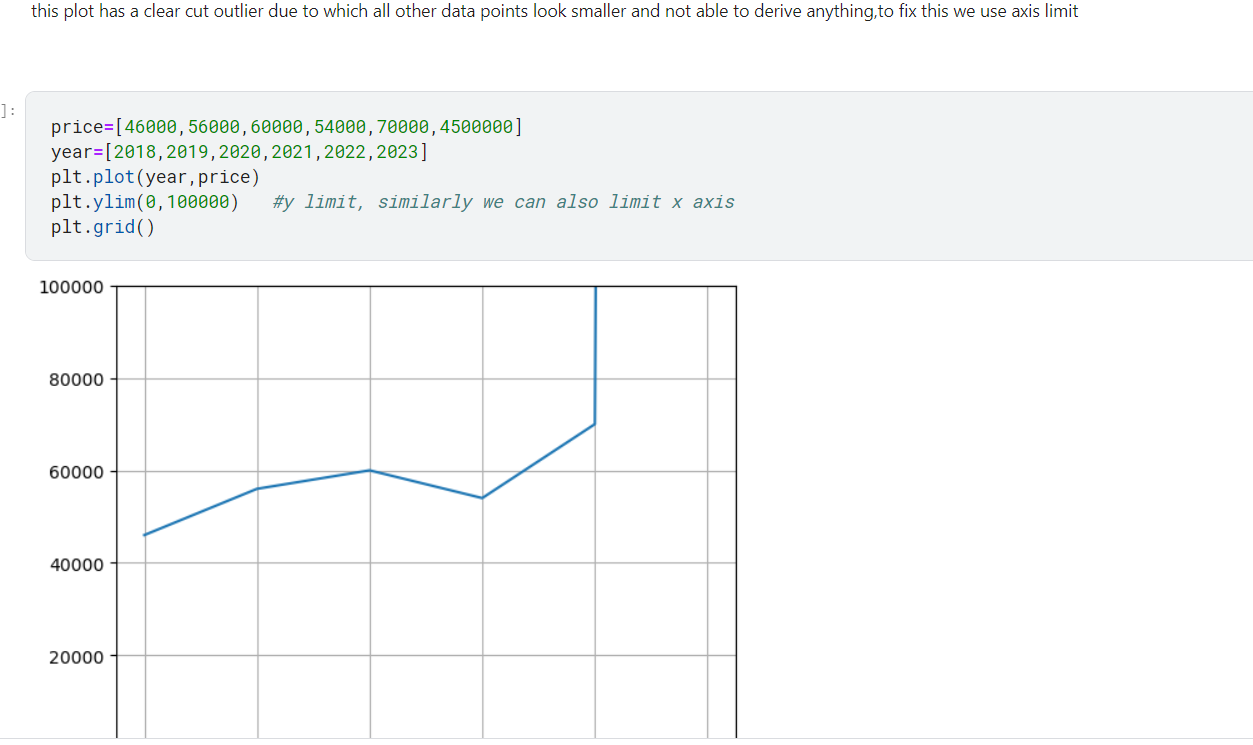 this plot has a clear cut outlier due to which all other data points look smaller and not able to derive anything,to fix this we use axis limit
]:
price=[46000,56000,60000,54000,70000,4500000]
year=[2018,2019,2020,2021,2022,2023]
plt.plot(year,price)
plt.ylim(0,100000)   #y limit, similarly we can also limit x axis
plt.grid()
100000
80000
60000
40000
20000